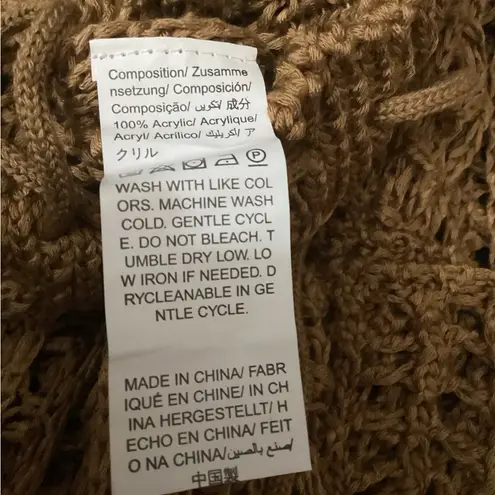 Composition/ Zusamme
nsetzung/ Composición/
Composição/ تكوين/ 成分
100% Acrylic/ Acrylique/
Acryl/ Acrílico/ اكريليك/ ア
クリル
WASH WITH LIKE COL
ORS. MACHINE WASH
COLD. GENTLE CYCL
E. DO NOT BLEACH. T
UMBLE DRY LOW. LO
W IRON IF NEEDED. D
RYCLEANABLE IN GE
NTLE CYCLE.
MADE IN CHINA/ FABR
IQUÉ EN CHINE/ IN CH
INA HERGESTELLT/ H
ECHO EN CHINA/ FEIT
O NA CHINA/صنع بالصين/
中国製